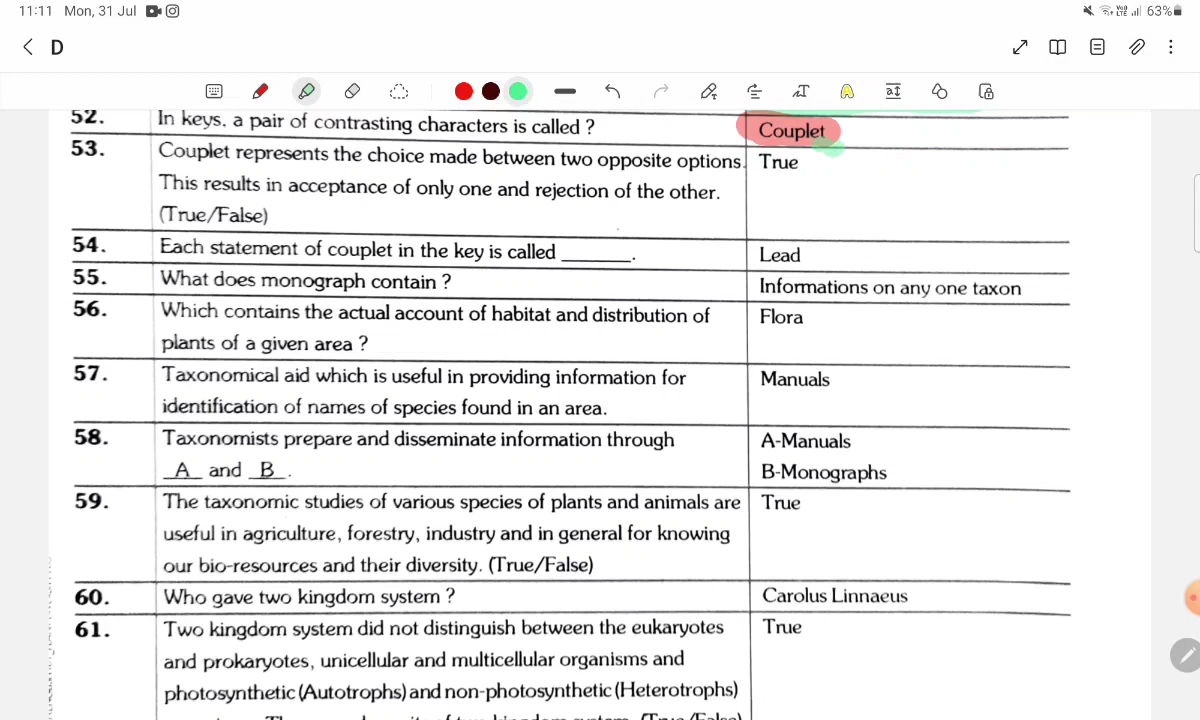 11:11 Mon, 31 Jul
63%
D
52. In keys, a pair of contrasting characters is called ? Couplet
53. Couplet represents the choice made between two opposite options. True
This results in acceptance of only one and rejection of the other.
(True/False)
54. Each statement of couplet in the key is called _______. Lead
55. What does monograph contain ? Informations on any one taxon
56. Which contains the actual account of habitat and distribution of Flora
plants of a given area ?
57. Taxonomical aid which is useful in providing information for Manuals
identification of names of species found in an area.
58. Taxonomists prepare and disseminate information through A-Manuals
__A__ and __B__. B-Monographs
59. The taxonomic studies of various species of plants and animals are True
useful in agriculture, forestry, industry and in general for knowing
our bio-resources and their diversity. (True/False)
60. Who gave two kingdom system ? Carolus Linnaeus
61. Two kingdom system did not distinguish between the eukaryotes True
and prokaryotes, unicellular and multicellular organisms and
photosynthetic (Autotrophs) and non-photosynthetic (Heterotrophs)